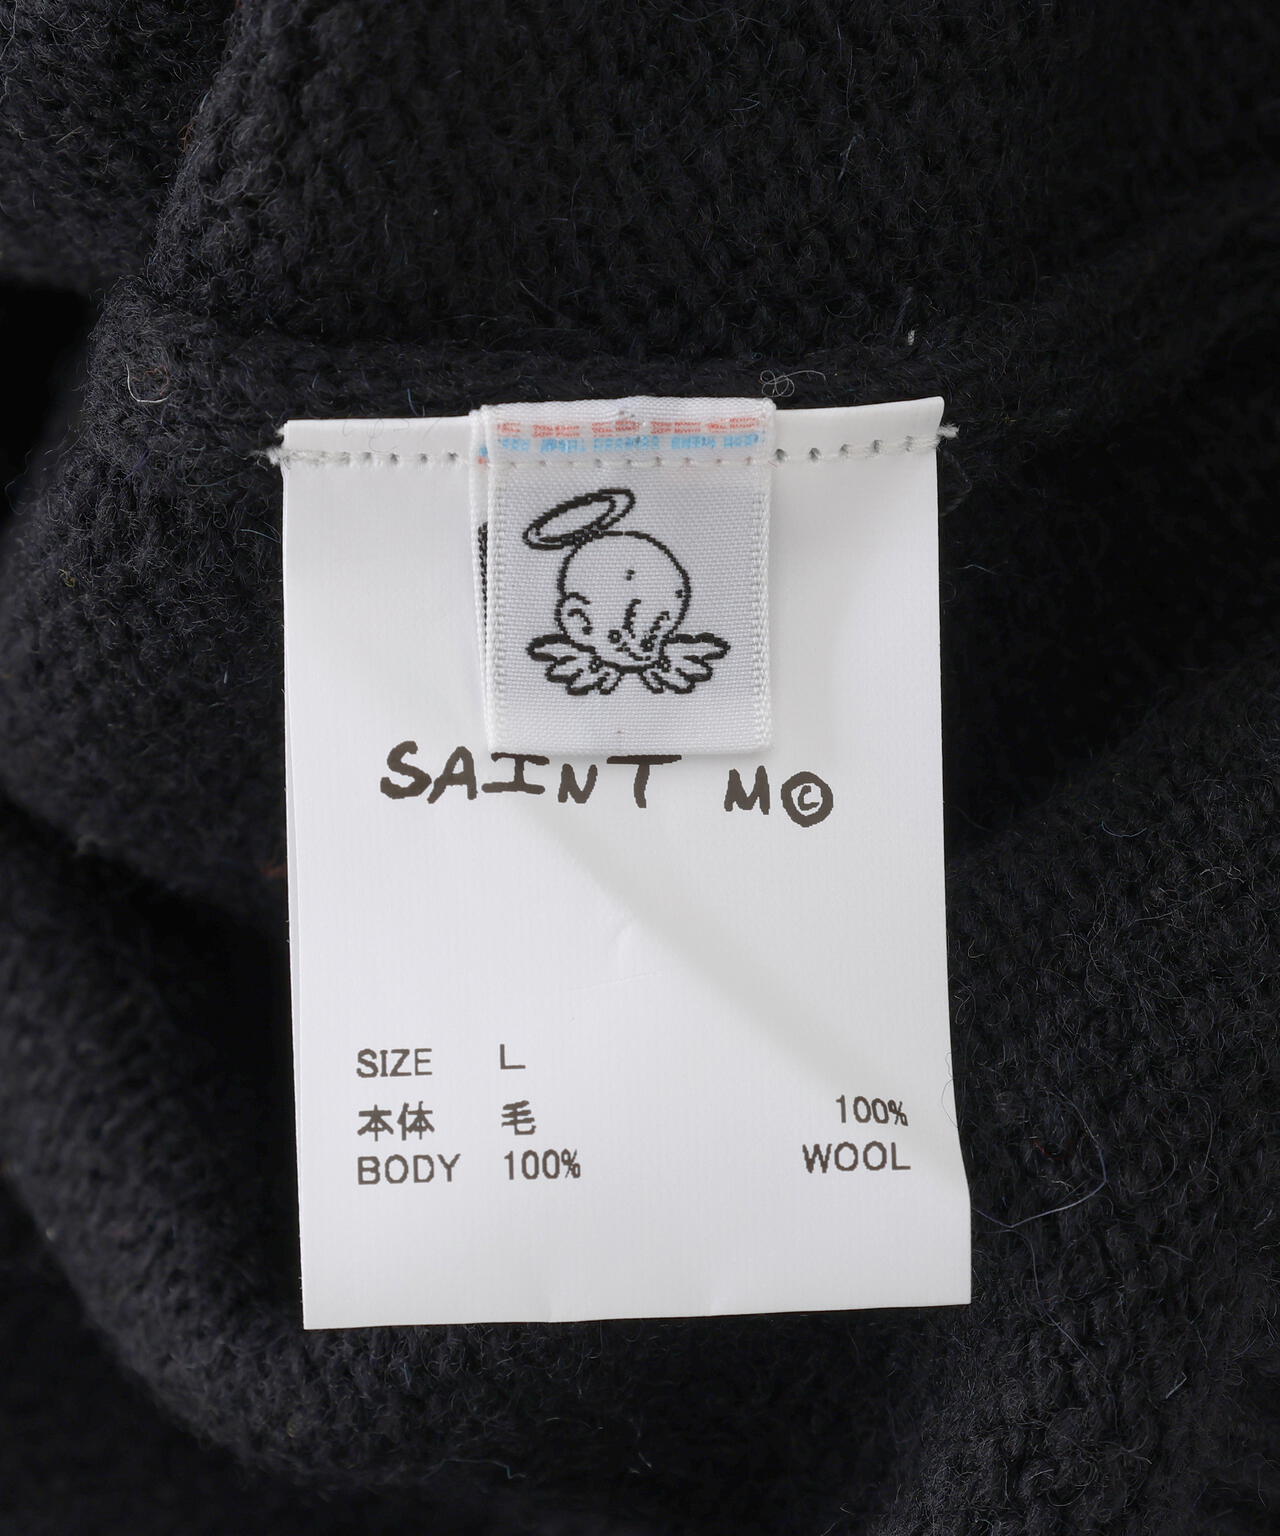 SAINT M©
SIZE L
本体 毛 100%
BODY 100% WOOL